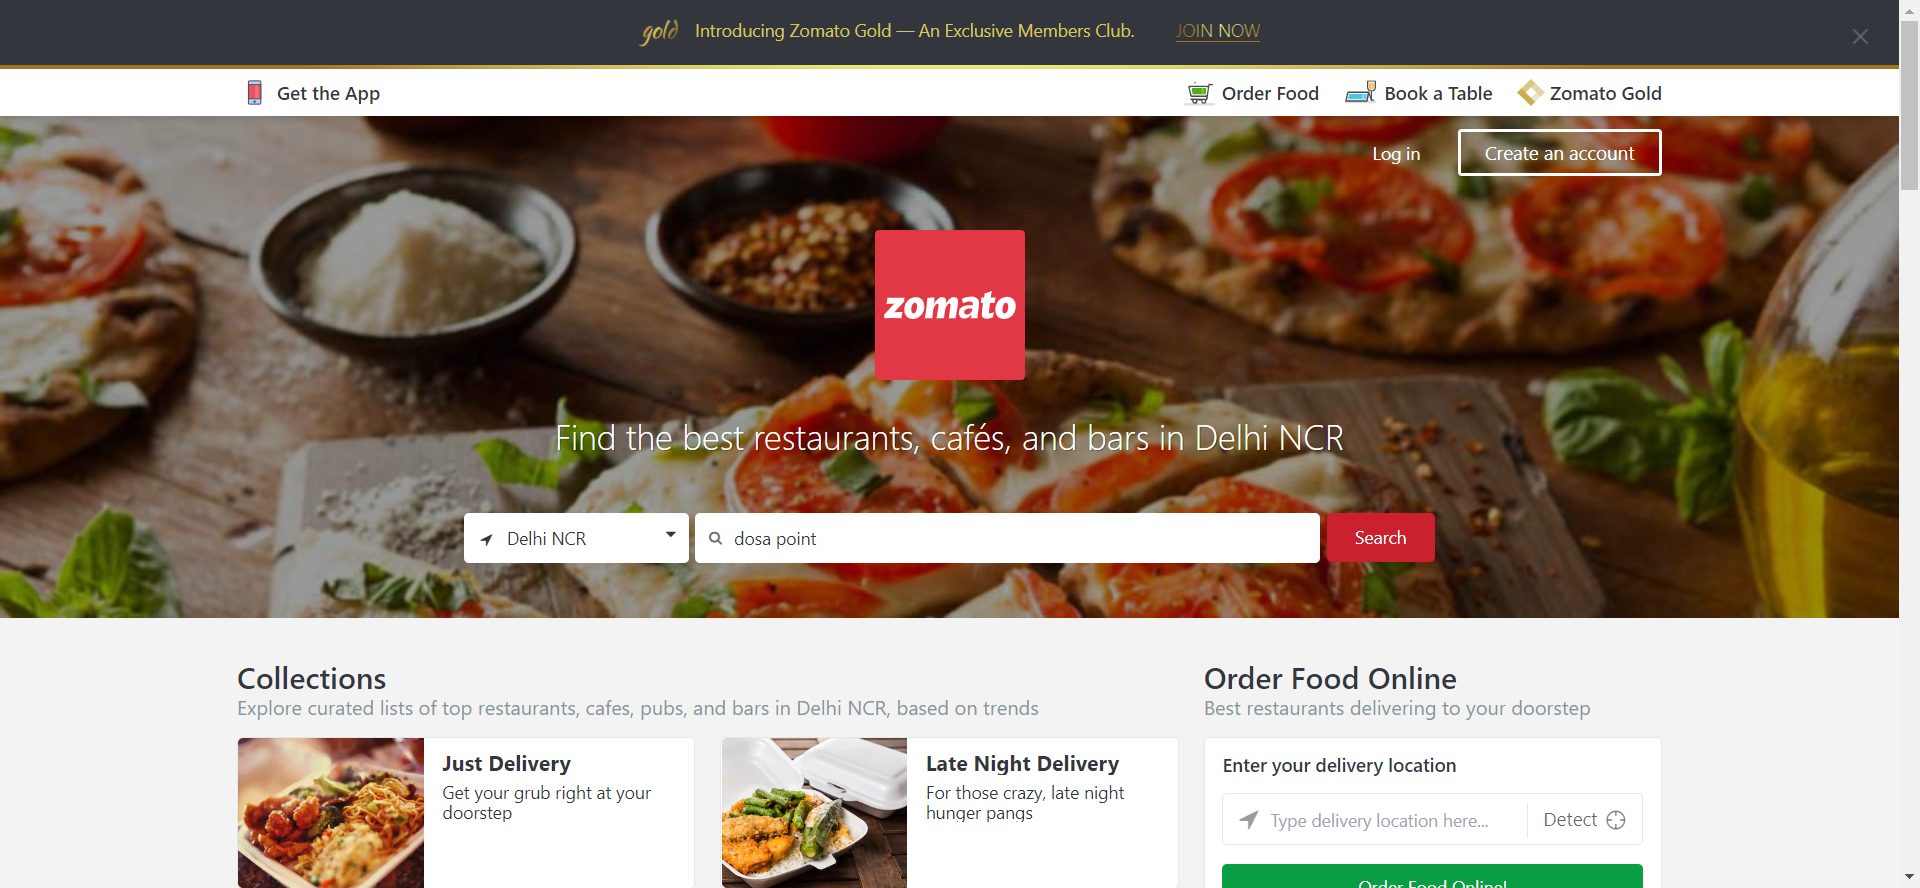 gold Introducing Zomato Gold — An Exclusive Members Club. JOIN NOW
Get the App Order Food Book a Table Zomato Gold
Log in Create an account
zomato
Find the best restaurants, cafés, and bars in Delhi NCR
Delhi NCR dosa point Search
Collections
Explore curated lists of top restaurants, cafes, pubs, and bars in Delhi NCR, based on trends
Just Delivery
Get your grub right at your
doorstep
Late Night Delivery
For those crazy, late night
hunger pangs
Order Food Online
Best restaurants delivering to your doorstep
Enter your delivery location
Type delivery location here... Detect
Order Food Online!